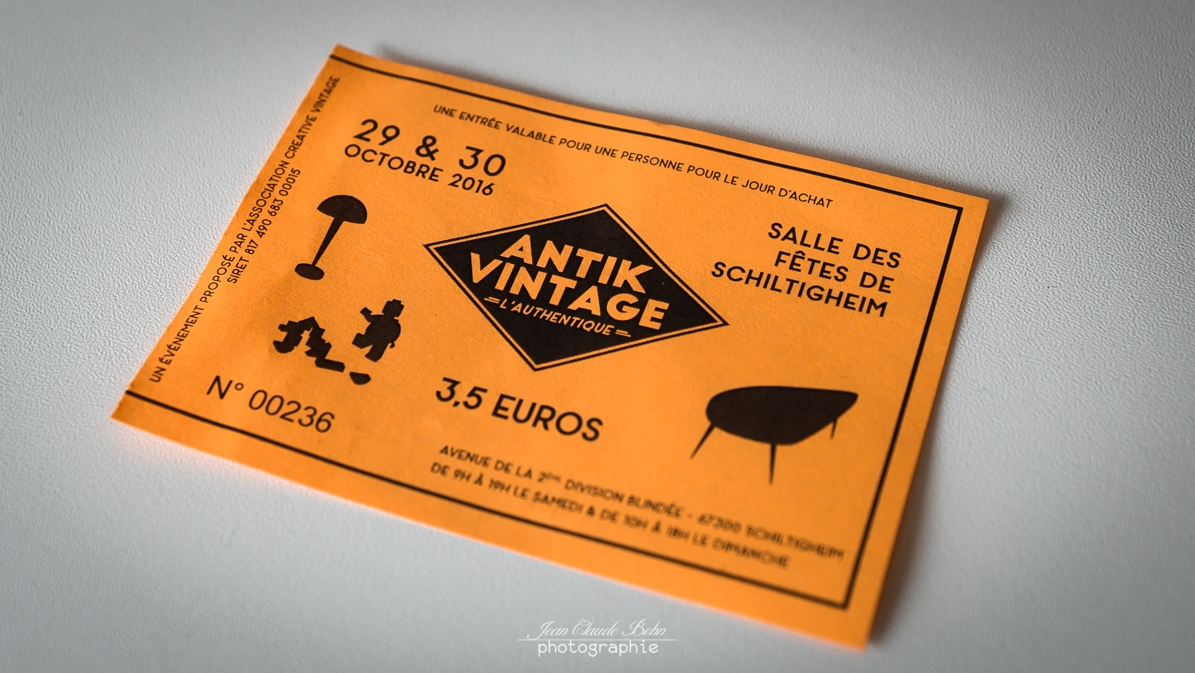 UN ÉVÉNEMENT PROPOSÉ PAR L'ASSOCIATION CREATIVE VINTAGE
SIRET 817 490 683 00015
UNE ENTRÉE VALABLE POUR UNE PERSONNE POUR LE JOUR D'ACHAT
29 & 30
OCTOBRE 2016
SALLE DES
FÊTES DE
SCHILTIGHEIM
ANTIK
VINTAGE
L'AUTHENTIQUE
N° 00236
3,5 EUROS
AVENUE DE LA 2ème DIVISION BLINDÉE - 67300 SCHILTIGHEIM
DE 9H À 19H LE SAMEDI & DE 10H À 18H LE DIMANCHE
Jean Claude Behn
photographie